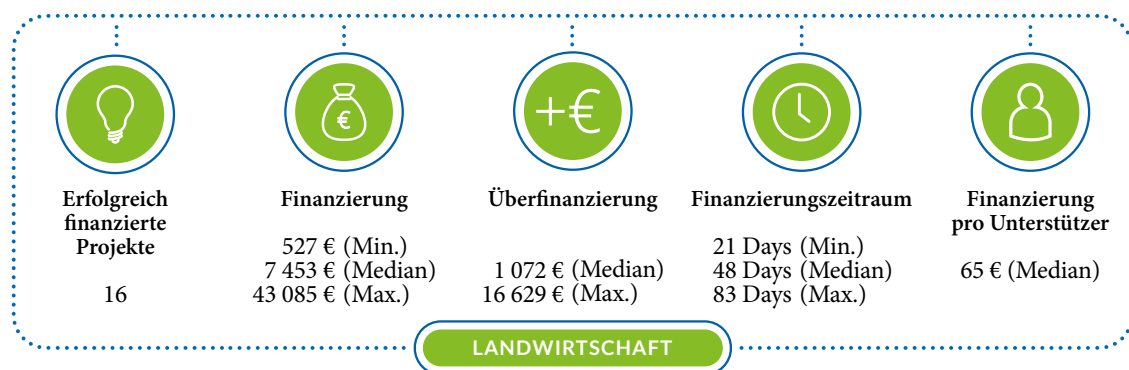 €
+€
Erfolgreich
finanzierte
Projekte
16
Finanzierung
527 € (Min.)
7 453 € (Median)
43 085 € (Max.)
Überfinanzierung
1 072 € (Median)
16 629 € (Max.)
Finanzierungszeitraum
21 Days (Min.)
48 Days (Median)
83 Days (Max.)
Finanzierung
pro Unterstützer
65 € (Median)
LANDWIRTSCHAFT